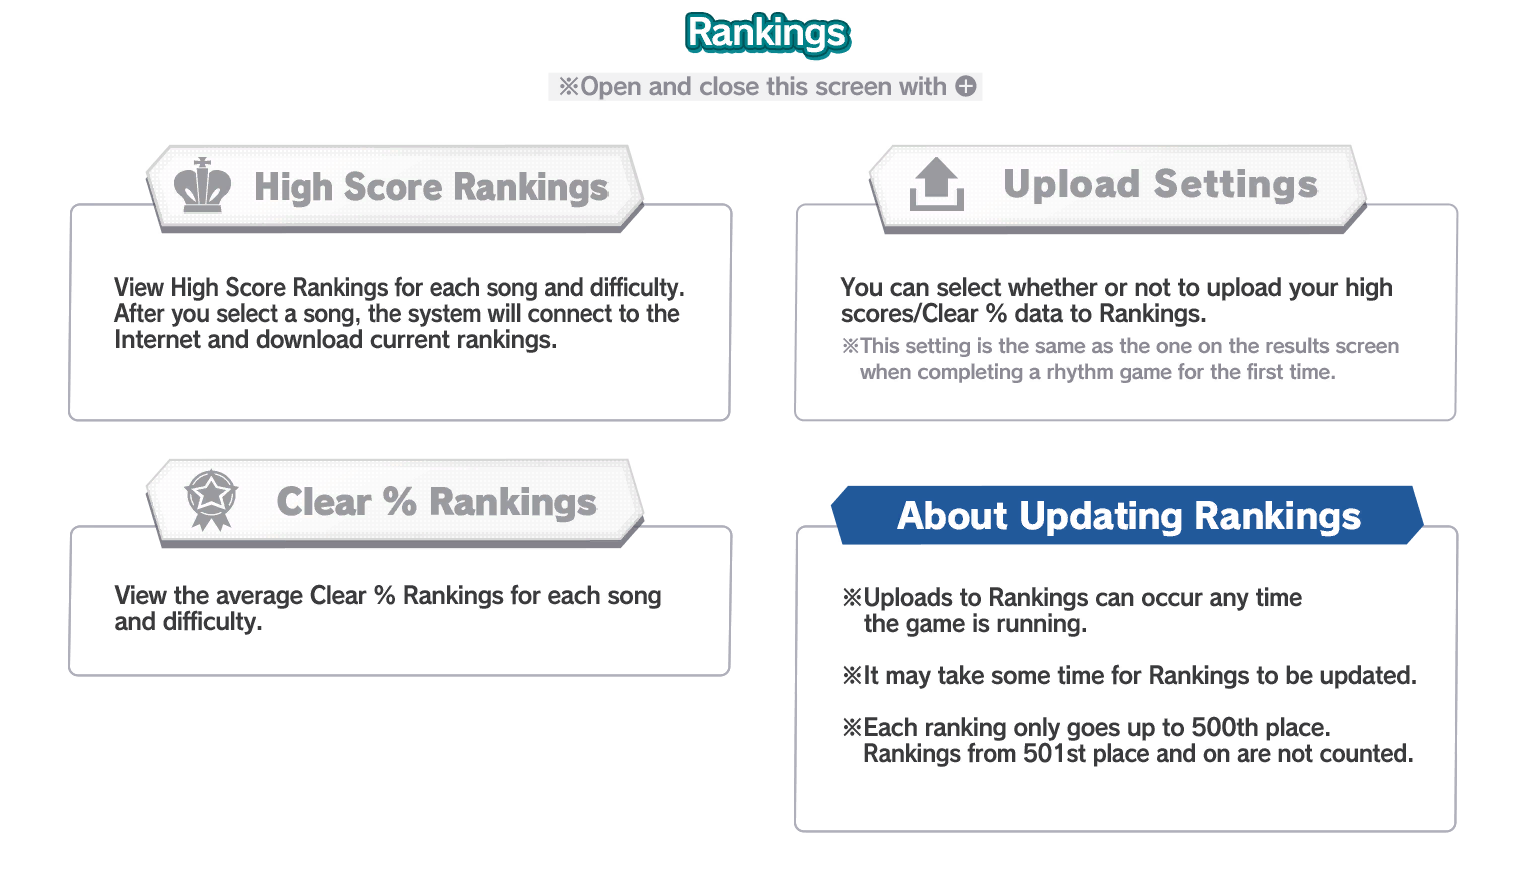 Rankings
※Open and close this screen with
High Score Rankings
View High Score Rankings for each song and difficulty.
After you select a song, the system will connect to the
Internet and download current rankings.
Upload Settings
You can select whether or not to upload your high
scores/Clear % data to Rankings.
※This setting is the same as the one on the results screen
when completing a rhythm game for the first time.
Clear % Rankings
View the average Clear % Rankings for each song
and difficulty.
About Updating Rankings
※Uploads to Rankings can occur any time
the game is running.
※It may take some time for Rankings to be updated.
※Each ranking only goes up to 500th place.
Rankings from 501st place and on are not counted.